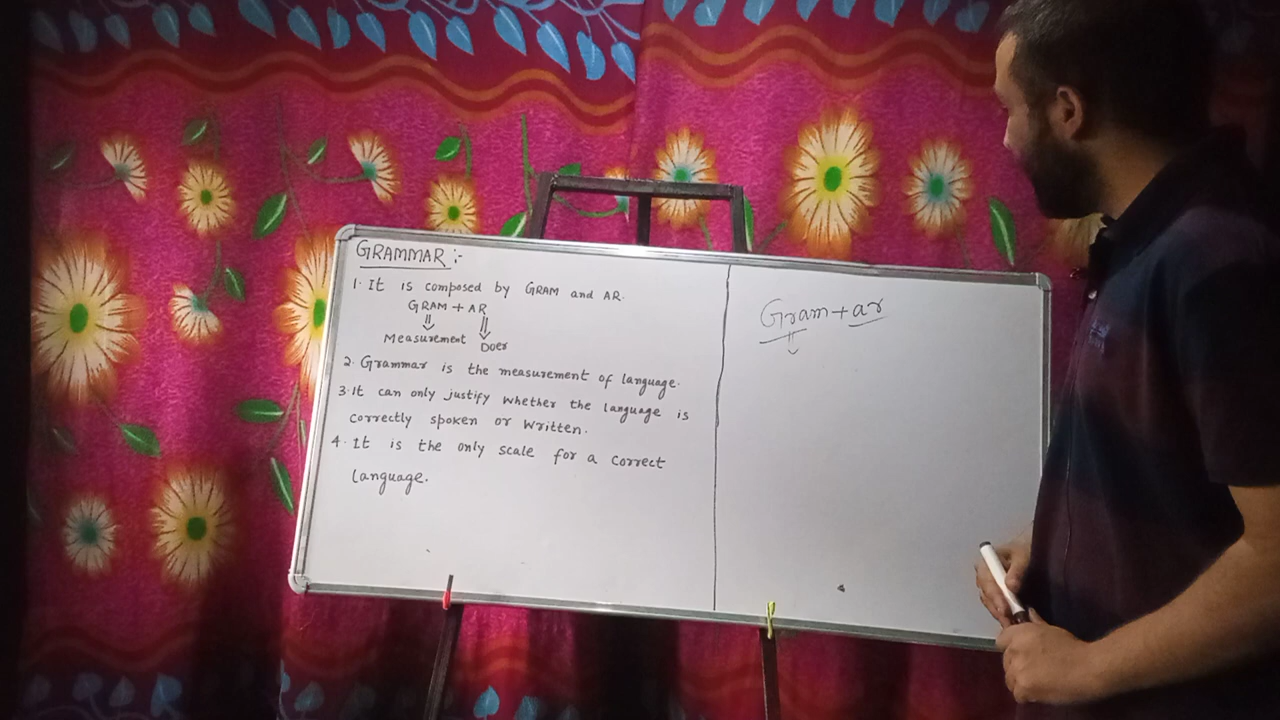 GRAMMAR :-
1. It is composed by GRAM and AR.
GRAM + AR
Measurement Doer
2. Grammar is the measurement of language.
3. It can only justify whether the language is
correctly spoken or written.
4. It is the only scale for a correct
language.
Gram + ar